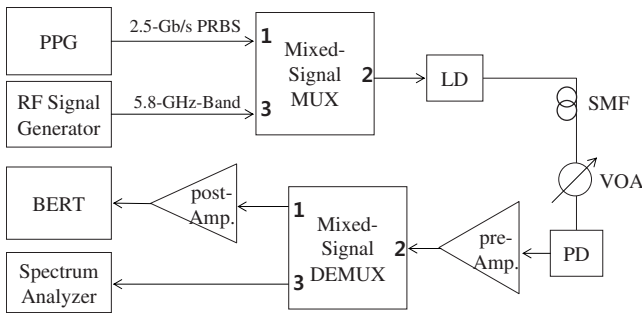 PPG
2.5-Gb/s PRBS
1
Mixed-
Signal
MUX
2
LD
SMF
RF Signal
Generator
5.8-GHz-Band
3
VOA
BERT
post-
Amp.
1
Mixed-
Signal
DEMUX
2
pre-
Amp.
PD
Spectrum
Analyzer
3